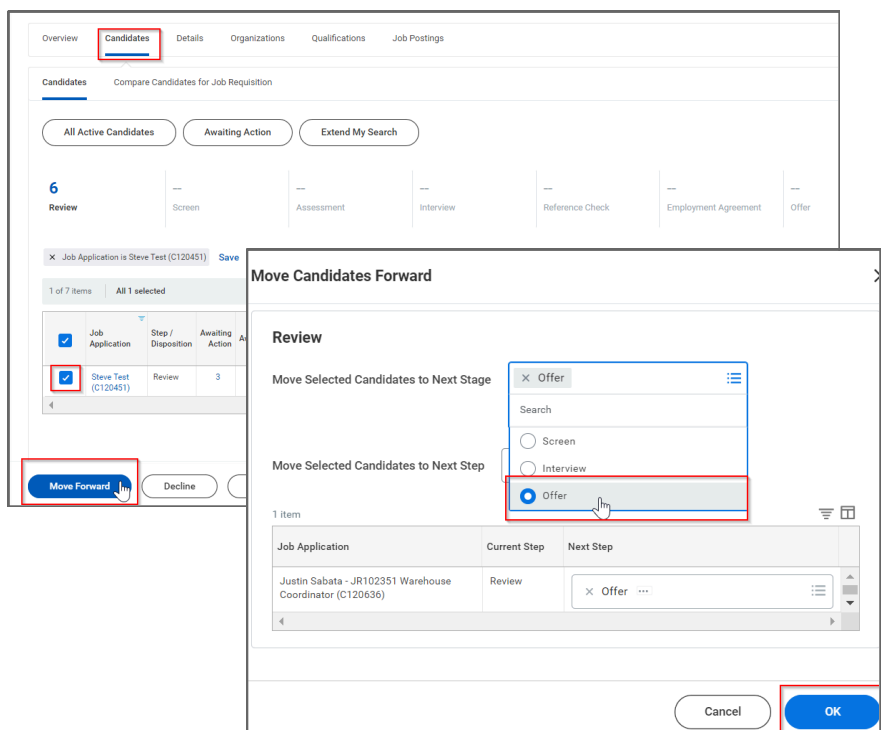 Overview Candidates Details Organizations Qualifications Job Postings
Candidates Compare Candidates for Job Requisition
All Active Candidates Awaiting Action Extend My Search
6 -- -- -- -- -- --
Review Screen Assessment Interview Reference Check Employment Agreement Offer
× Job Application is Steve Test (C120451) Save
1 of 7 items All 1 selected
Job Step / Awaiting
Application Disposition Action
Steve Test Review 3
(C120451)
Move Forward Decline
Move Candidates Forward
Review
Move Selected Candidates to Next Stage × Offer
Search
Screen
Move Selected Candidates to Next Step Interview
Offer
1 item
Job Application Current Step Next Step
Justin Sabata - JR102351 Warehouse Review × Offer ...
Coordinator (C120636)
Cancel OK